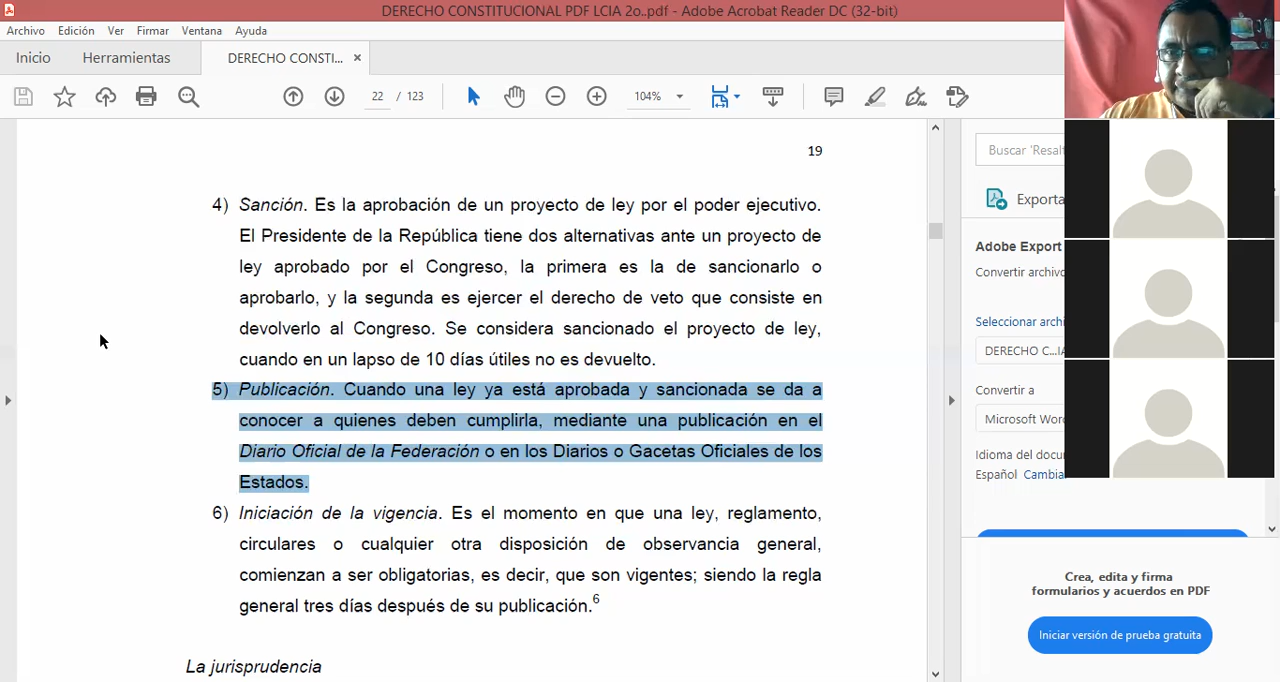 DERECHO CONSTITUCIONAL PDF LCIA 2o..pdf - Adobe Acrobat Reader DC (32-bit)
Archivo Edición Ver Firmar Ventana Ayuda
Inicio Herramientas DERECHO CONSTI... ×
22 / 123 104%
19
4) Sanción. Es la aprobación de un proyecto de ley por el poder ejecutivo.
El Presidente de la República tiene dos alternativas ante un proyecto de
ley aprobado por el Congreso, la primera es la de sancionarlo o
aprobarlo, y la segunda es ejercer el derecho de veto que consiste en
devolverlo al Congreso. Se considera sancionado el proyecto de ley,
cuando en un lapso de 10 días útiles no es devuelto.
5) Publicación. Cuando una ley ya está aprobada y sancionada se da a
conocer a quienes deben cumplirla, mediante una publicación en el
Diario Oficial de la Federación o en los Diarios o Gacetas Oficiales de los
Estados.
6) Iniciación de la vigencia. Es el momento en que una ley, reglamento,
circulares o cualquier otra disposición de observancia general,
comienzan a ser obligatorias, es decir, que son vigentes; siendo la regla
general tres días después de su publicación.6
La jurisprudencia
Buscar 'Resal
Exporta
Adobe Export
Convertir archivo
Seleccionar archi
DERECHO C...IA
Convertir a
Microsoft Word
Idioma del docum
Español Cambia
Crea, edita y firma
formularios y acuerdos en PDF
Iniciar versión de prueba gratuita